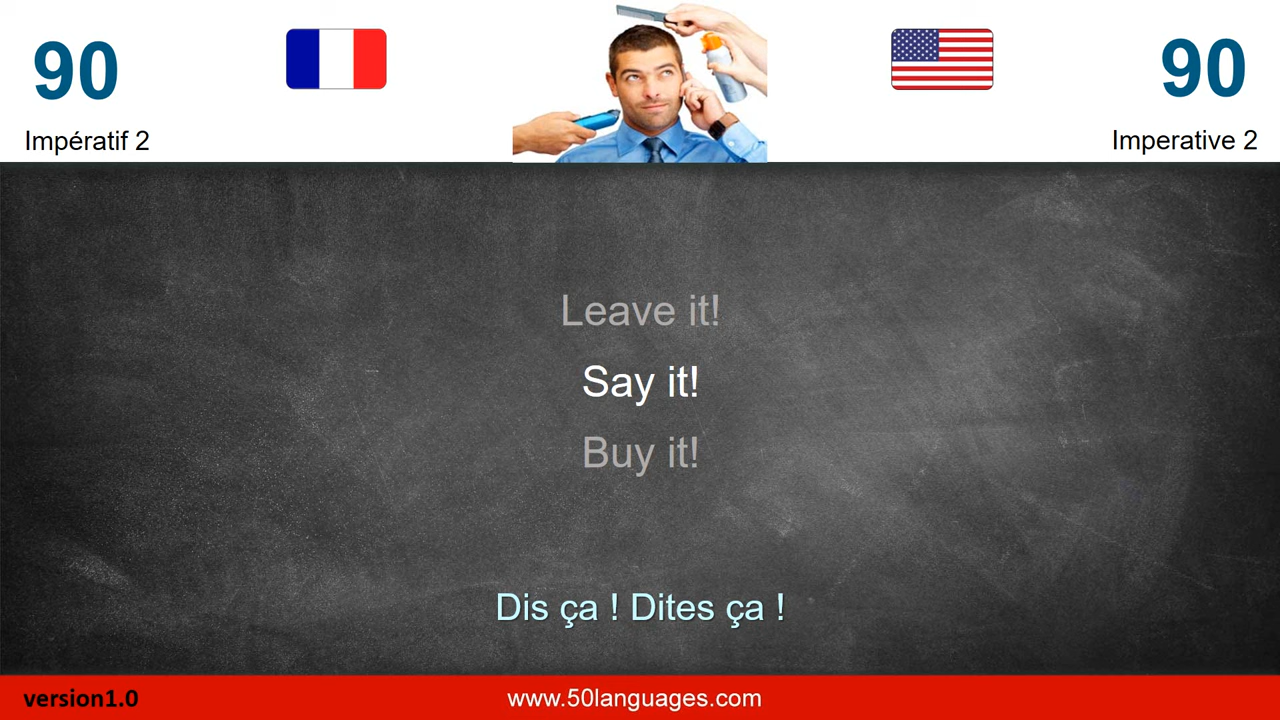 90
90
Impératif 2
Imperative 2
Leave it!
Say it!
Buy it!
Dis ça ! Dites ça !
version1.0
www.50languages.com